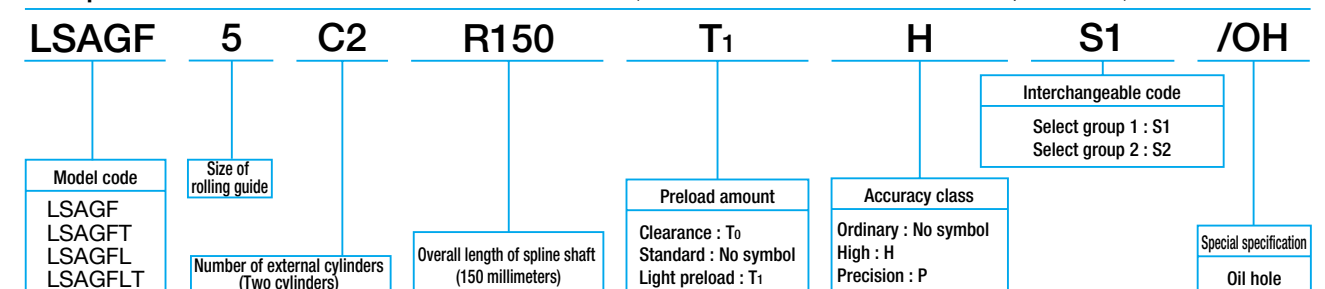 LSAGF 5 C2 R150 T1 H S1 /OH
Interchangeable code
Select group 1 : S1
Select group 2 : S2
Model code
LSAGF
LSAGFT
LSAGFL
LSAGFLT
Size of
rolling guide
Number of external cylinders
(Two cylinders)
Overall length of spline shaft
(150 millimeters)
Preload amount
Clearance : T0
Standard : No symbol
Light preload : T1
Accuracy class
Ordinary : No symbol
High : H
Precision : P
Special specification
Oil hole